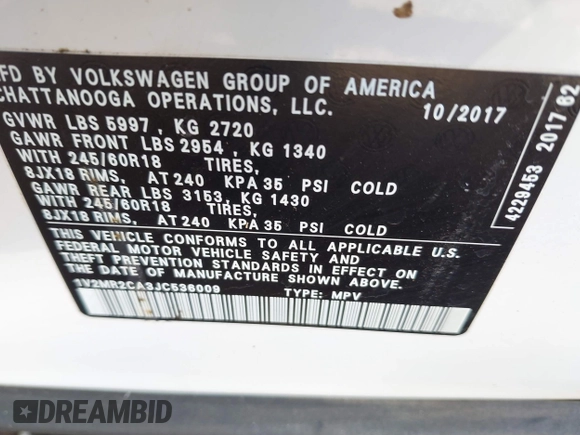 MFD BY VOLKSWAGEN GROUP OF AMERICA
CHATTANOOGA OPERATIONS, LLC. 10/2017
GVWR LBS 5997 , KG 2720
GAWR FRONT LBS 2954 , KG 1340
WITH 245/60R18 TIRES,
8JX18 RIMS, AT 240 KPA 35 PSI COLD
GAWR REAR LBS 3153, KG 1430
WITH 245/60R18 TIRES,
8JX18 RIMS, AT 240 KPA 35 PSI COLD
THIS VEHICLE CONFORMS TO ALL APPLICABLE U.S.
FEDERAL MOTOR VEHICLE SAFETY AND
THEFT PREVENTION STANDARDS IN EFFECT ON
THE DATE OF MANUFACTURE SHOWN ABOVE.
1V2MR2CA3JC536009 TYPE: MPV
4229453 2017 62
DREAMBID